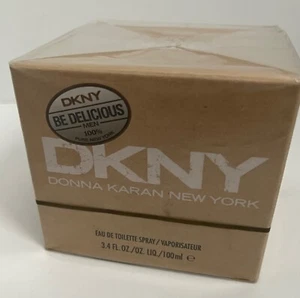 DKNY
BE DELICIOUS
MEN
100%
DKNY
DONNA KARAN NEW YORK
EAU DE TOILETTE SPRAY / VAPORISATEUR
3.4 FL.OZ./OZ. LIQ./100ml ℮